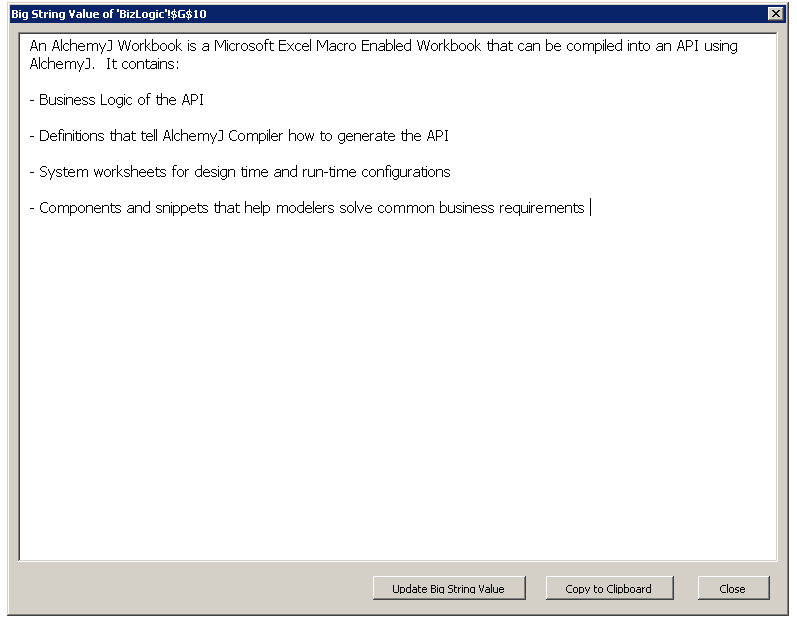 Big String Value of 'BizLogic'!$G$10
An AlchemyJ Workbook is a Microsoft Excel Macro Enabled Workbook that can be compiled into an API using
AlchemyJ.  It contains:
- Business Logic of the API
- Definitions that tell AlchemyJ Compiler how to generate the API
- System worksheets for design time and run-time configurations
- Components and snippets that help modelers solve common business requirements
Update Big String Value
Copy to Clipboard
Close